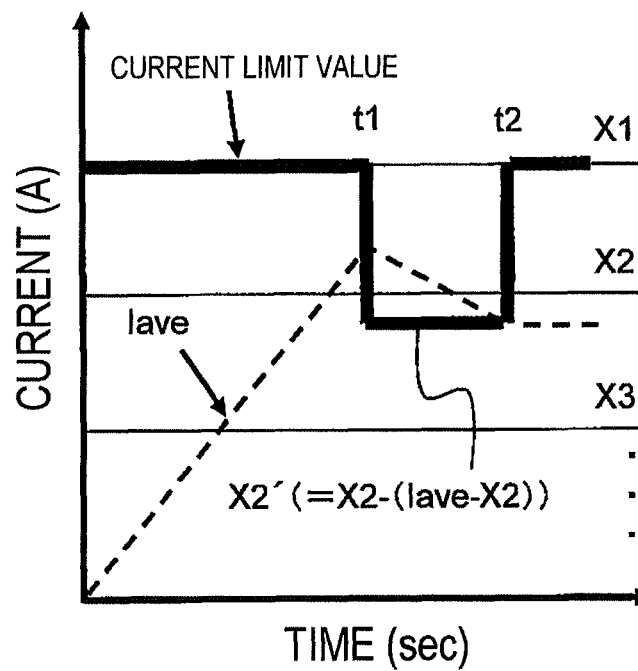 CURRENT LIMIT VALUE
t1
t2
X1
X2
Iave
X3
X2´(=X2-(Iave-X2))
CURRENT (A)
TIME (sec)